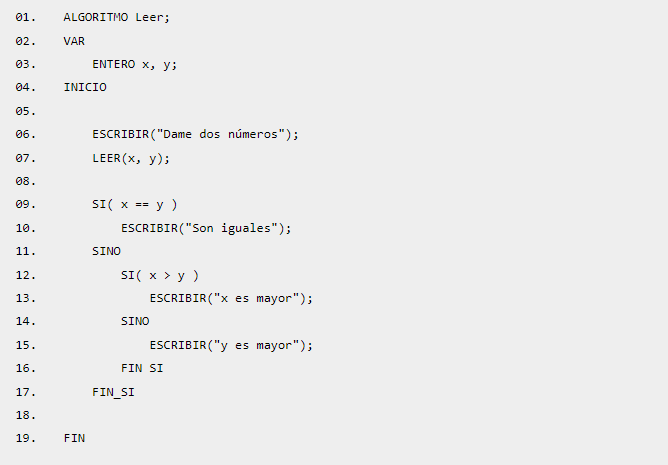 01. ALGORITMO Leer;
02. VAR
03. ENTERO x, y;
04. INICIO
05.
06. ESCRIBIR("Dame dos números");
07. LEER(x, y);
08.
09. SI( x == y )
10. ESCRIBIR("Son iguales");
11. SINO
12. SI( x > y )
13. ESCRIBIR("x es mayor");
14. SINO
15. ESCRIBIR("y es mayor");
16. FIN SI
17. FIN_SI
18.
19. FIN